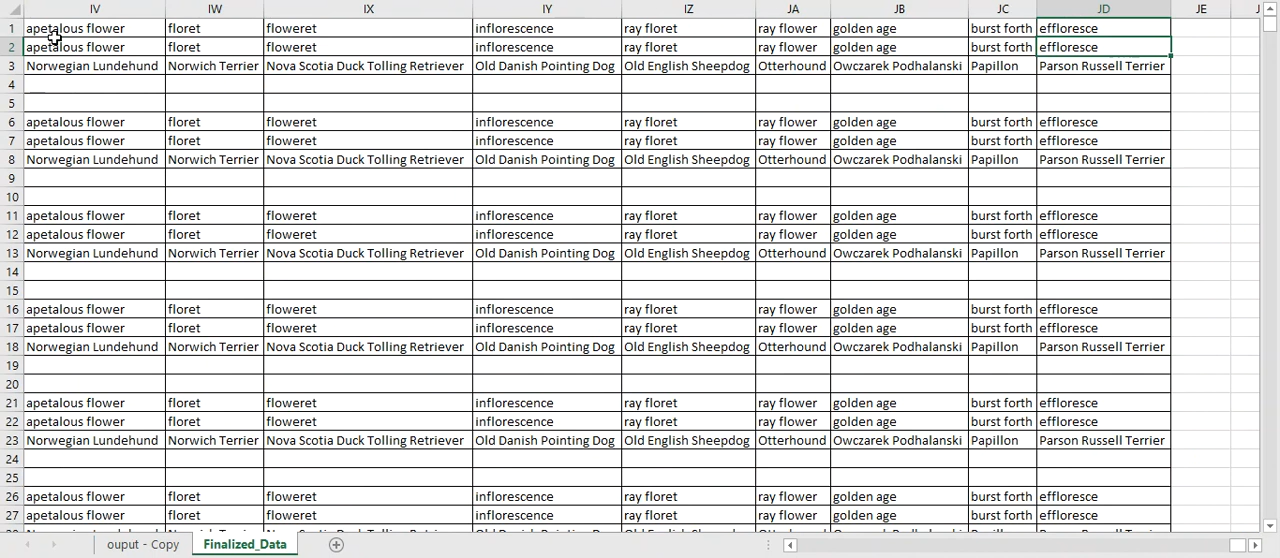 IV IW IX IY IZ JA JB JC JD JE J
1 apetalous flower floret floweret inflorescence ray floret ray flower golden age burst forth effloresce
2 apetalous flower floret floweret inflorescence ray floret ray flower golden age burst forth effloresce
3 Norwegian Lundehund Norwich Terrier Nova Scotia Duck Tolling Retriever Old Danish Pointing Dog Old English Sheepdog Otterhound Owczarek Podhalanski Papillon Parson Russell Terrier
4
5
6 apetalous flower floret floweret inflorescence ray floret ray flower golden age burst forth effloresce
7 apetalous flower floret floweret inflorescence ray floret ray flower golden age burst forth effloresce
8 Norwegian Lundehund Norwich Terrier Nova Scotia Duck Tolling Retriever Old Danish Pointing Dog Old English Sheepdog Otterhound Owczarek Podhalanski Papillon Parson Russell Terrier
9
10
11 apetalous flower floret floweret inflorescence ray floret ray flower golden age burst forth effloresce
12 apetalous flower floret floweret inflorescence ray floret ray flower golden age burst forth effloresce
13 Norwegian Lundehund Norwich Terrier Nova Scotia Duck Tolling Retriever Old Danish Pointing Dog Old English Sheepdog Otterhound Owczarek Podhalanski Papillon Parson Russell Terrier
14
15
16 apetalous flower floret floweret inflorescence ray floret ray flower golden age burst forth effloresce
17 apetalous flower floret floweret inflorescence ray floret ray flower golden age burst forth effloresce
18 Norwegian Lundehund Norwich Terrier Nova Scotia Duck Tolling Retriever Old Danish Pointing Dog Old English Sheepdog Otterhound Owczarek Podhalanski Papillon Parson Russell Terrier
19
20
21 apetalous flower floret floweret inflorescence ray floret ray flower golden age burst forth effloresce
22 apetalous flower floret floweret inflorescence ray floret ray flower golden age burst forth effloresce
23 Norwegian Lundehund Norwich Terrier Nova Scotia Duck Tolling Retriever Old Danish Pointing Dog Old English Sheepdog Otterhound Owczarek Podhalanski Papillon Parson Russell Terrier
24
25
26 apetalous flower floret floweret inflorescence ray floret ray flower golden age burst forth effloresce
27 apetalous flower floret floweret inflorescence ray floret ray flower golden age burst forth effloresce
ouput - Copy Finalized_Data